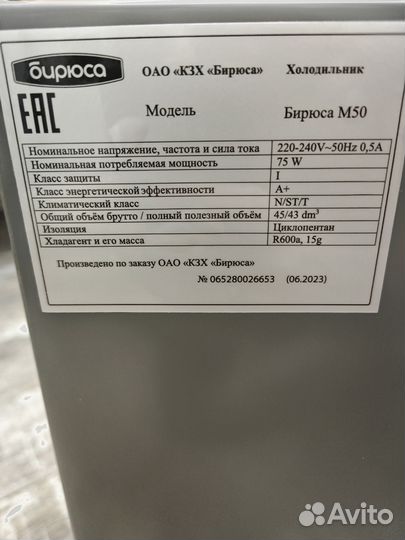 бирюса ОАО «КЗХ «Бирюса» Холодильник
EAC Модель Бирюса М50
Номинальное напряжение, частота и сила тока 220-240V~50Hz 0,5A
Номинальная потребляемая мощность 75 W
Класс защиты I
Класс энергетической эффективности A+
Климатический класс N/ST/T
Общий объём брутто / полный полезный объём 45/43 dm³
Изоляция Циклопентан
Хладагент и его масса R600a, 15g
Произведено по заказу ОАО «КЗХ «Бирюса»
№ 065280026653 (06.2023)
Avito